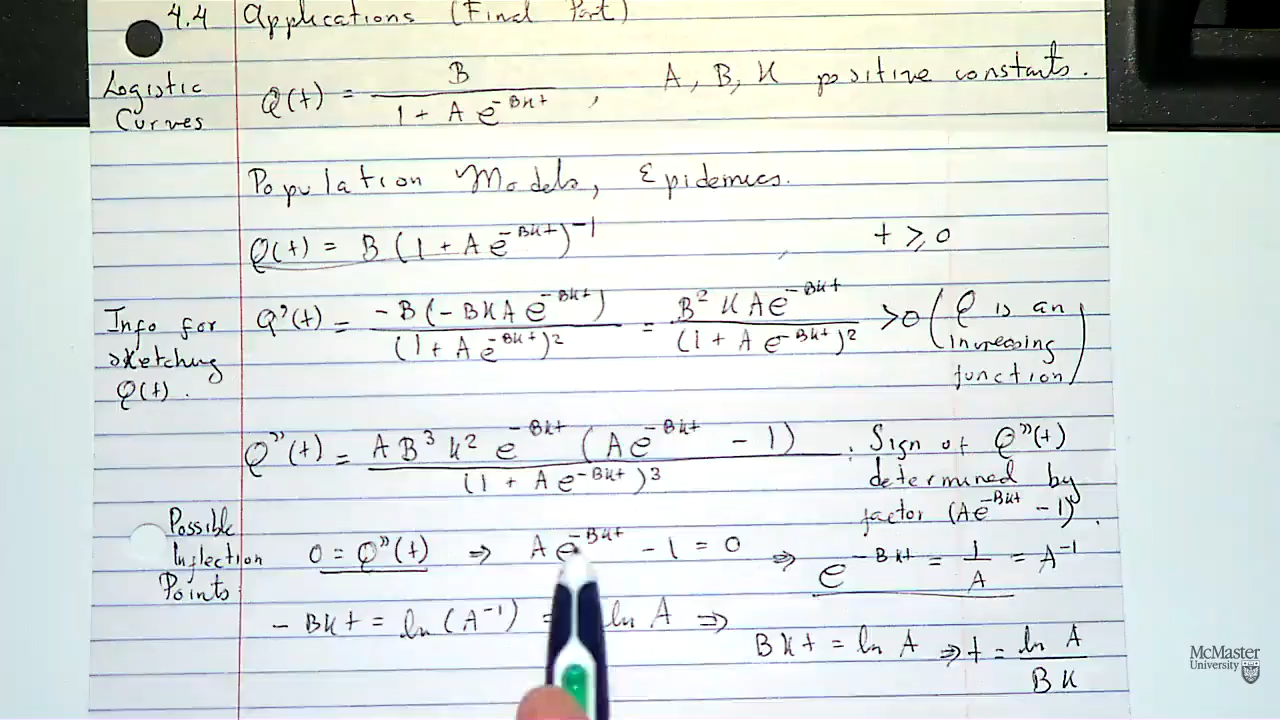 4.4 Applications (Final Part)
Logistic Curves
Q(t) = B / (1 + A e^{-Bkt}), A, B, k positive constants.
Population Models, Epidemics.
Q(t) = B (1 + A e^{-Bkt})^{-1} t ≥ 0
Info for sketching Q(t).
Q'(t) = -B(-BkA e^{-Bkt}) / (1 + A e^{-Bkt})^2 = B^2 k A e^{-Bkt} / (1 + A e^{-Bkt})^2 > 0 (Q is an increasing function)
Q''(t) = A B^3 k^2 e^{-Bkt} (A e^{-Bkt} - 1) / (1 + A e^{-Bkt})^3 : Sign of Q''(t)
determined by
factor (Ae^{-Bkt} - 1).
Possible Inflection Points:
0 = Q''(t) ⇒ A e^{-Bkt} - 1 = 0 ⇒ e^{-Bkt} = 1/A = A^{-1}
- Bkt = ln(A^{-1}) = ln A ⇒
Bkt = ln A ⇒ t = ln A / Bk
McMaster
University